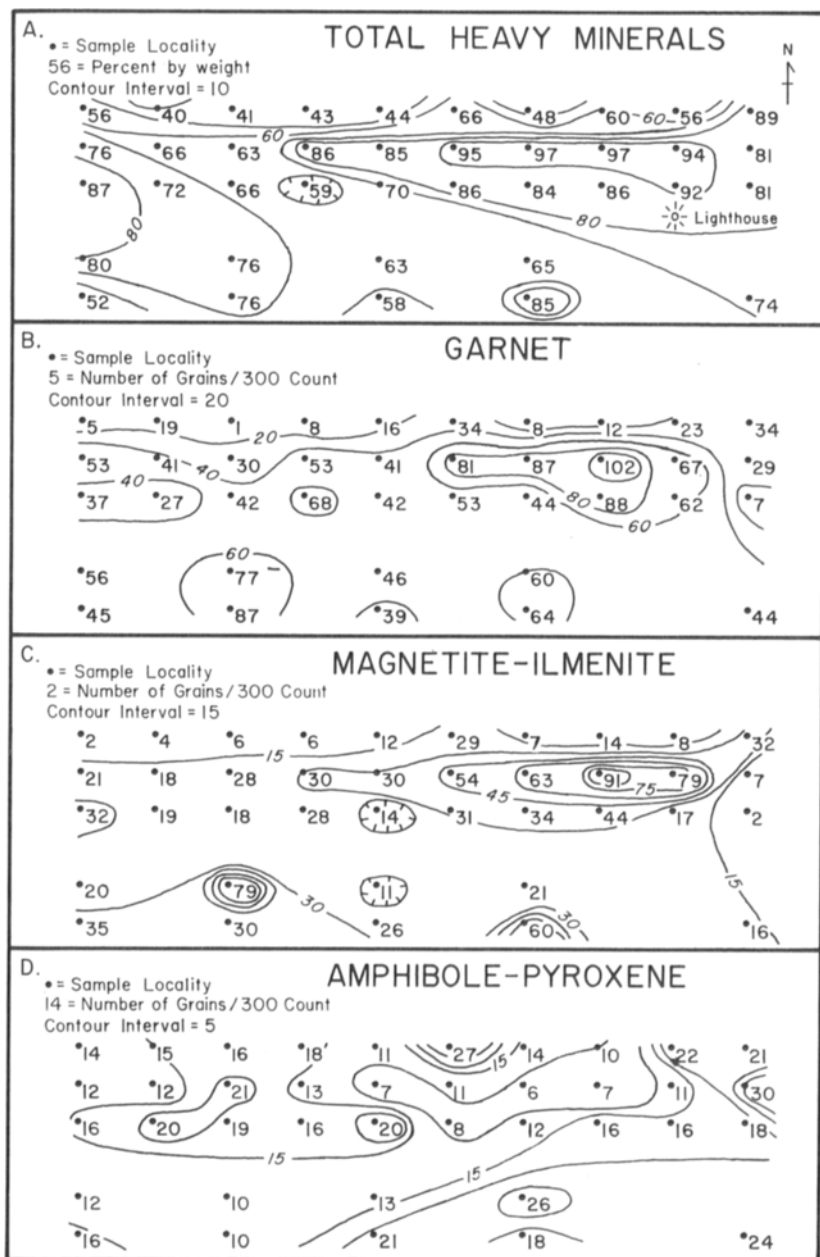 A.
TOTAL HEAVY MINERALS
• = Sample Locality
56 = Percent by weight
Contour Interval = 10
N
56 40 41 43 44 66 48 60 -60- 56 89
60
76 66 63 86 85 95 97 97 94 81
87 72 66 59 70 86 84 86 92 81
80 80 Lighthouse
80 76 63 65
52 76 58 85 74
B.
GARNET
• = Sample Locality
5 = Number of Grains/300 Count
Contour Interval = 20
5 19 1 8 16 34 8 12 23 34
20
53 41 40 30 53 41 81 87 102 67 29
40
37 27 42 68 42 53 44 88 62 7
80
60
60
56 77 46 60
45 87 39 64 44
C.
MAGNETITE-ILMENITE
• = Sample Locality
2 = Number of Grains/300 Count
Contour Interval = 15
2 4 6 6 12 29 7 14 8 32
15
21 18 28 30 30 54 63 91 79 7
45 75
32 19 18 28 14 31 34 44 17 2
15
20 79 11 21
30 30
35 30 26 60 16
D.
AMPHIBOLE-PYROXENE
• = Sample Locality
14 = Number of Grains/300 Count
Contour Interval = 5
14 15 16 18 11 27 14 10 22 21
15
12 12 21 13 7 11 6 7 11 30
16 20 19 16 20 8 12 16 16 18
15 15
12 10 13 26
16 10 21 18 24